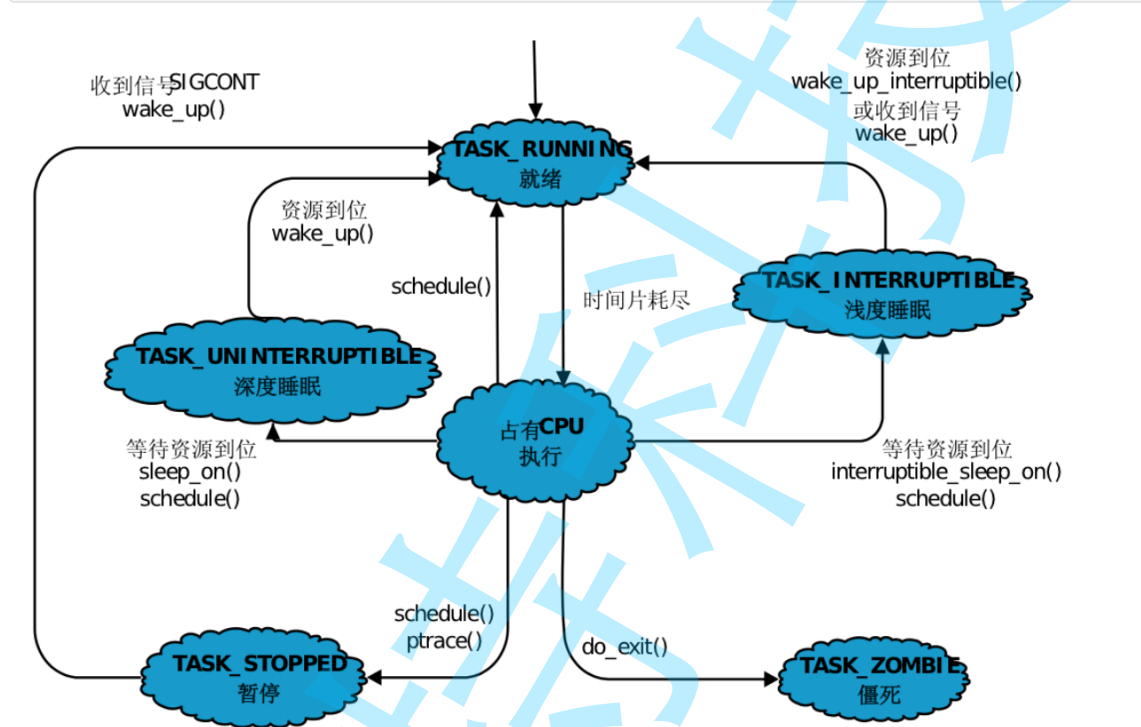 收到信号SIGCONT
wake_up()
资源到位
wake_up_interruptible()
或收到信号
wake_up()
TASK_RUNNING
就绪
资源到位
wake_up()
schedule()
时间片耗尽
TASK_INTERRUPTIBLE
浅度睡眠
TASK_UNINTERRUPTIBLE
深度睡眠
占有CPU
执行
等待资源到位
sleep_on()
schedule()
等待资源到位
interruptible_sleep_on()
schedule()
schedule()
ptrace()
do_exit()
TASK_STOPPED
暂停
TASK_ZOMBIE
僵死